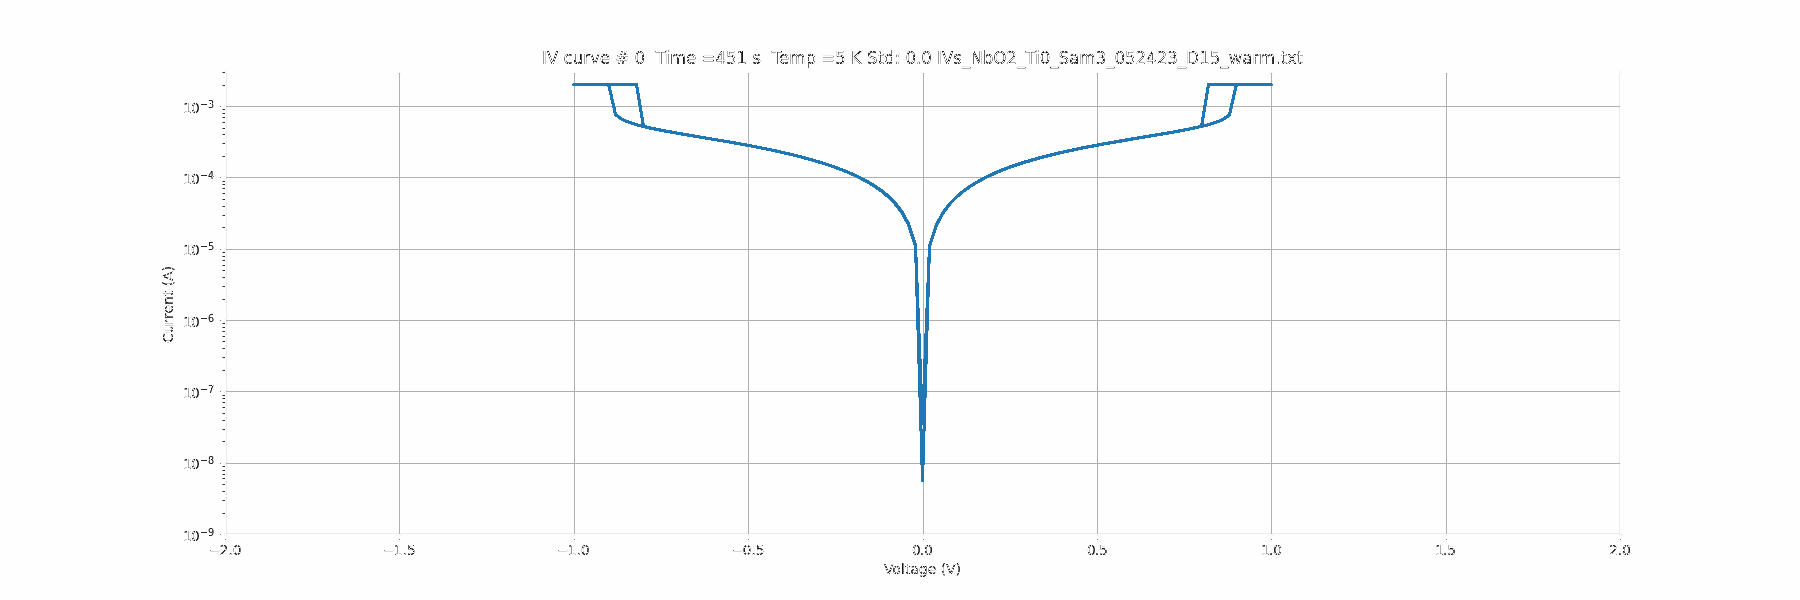 IV curve # 0 Time =451 s Temp =5 K Std: 0.0 IVs_NbO2_Ti0_Sam3_052423_D15_warm.txt
10⁻³
10⁻⁴
10⁻⁵
10⁻⁶
10⁻⁷
10⁻⁸
10⁻⁹
Current (A)
−2.0 −1.5 −1.0 −0.5 0.0 0.5 1.0 1.5 2.0
Voltage (V)